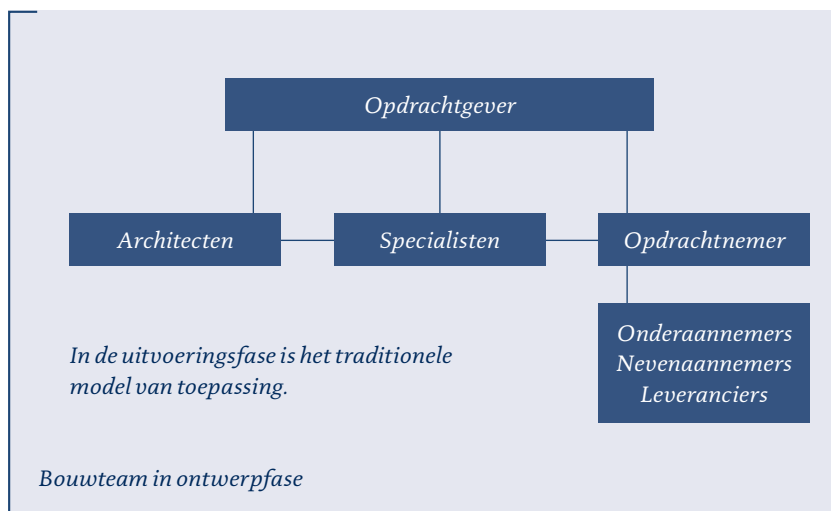 Opdrachtgever
Architecten
Specialisten
Opdrachtnemer
Onderaannemers
Nevenaannemers
Leveranciers
In de uitvoeringsfase is het traditionele
model van toepassing.
Bouwteam in ontwerpfase